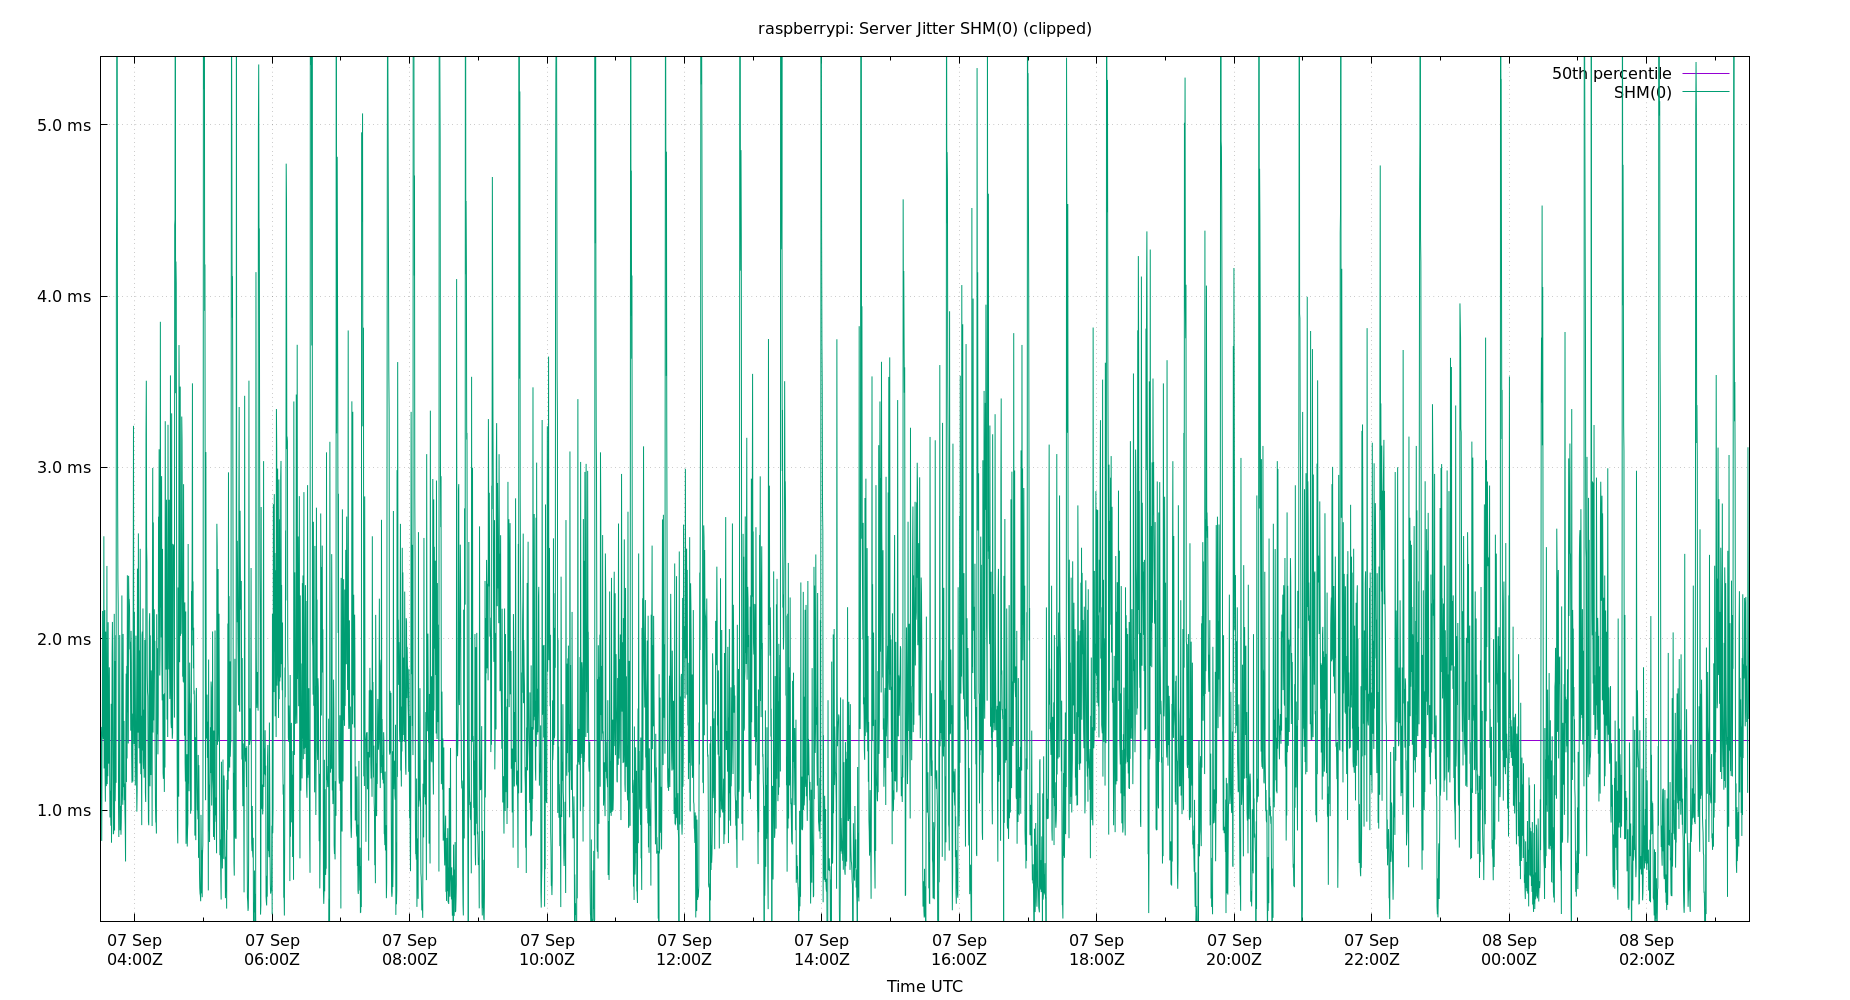 raspberrypi: Server Jitter SHM(0) (clipped)
50th percentile
SHM(0)
5.0 ms
4.0 ms
3.0 ms
2.0 ms
1.0 ms
07 Sep 07 Sep 07 Sep 07 Sep 07 Sep 07 Sep 07 Sep 07 Sep 07 Sep 07 Sep 08 Sep 08 Sep
04:00Z 06:00Z 08:00Z 10:00Z 12:00Z 14:00Z 16:00Z 18:00Z 20:00Z 22:00Z 00:00Z 02:00Z
Time UTC